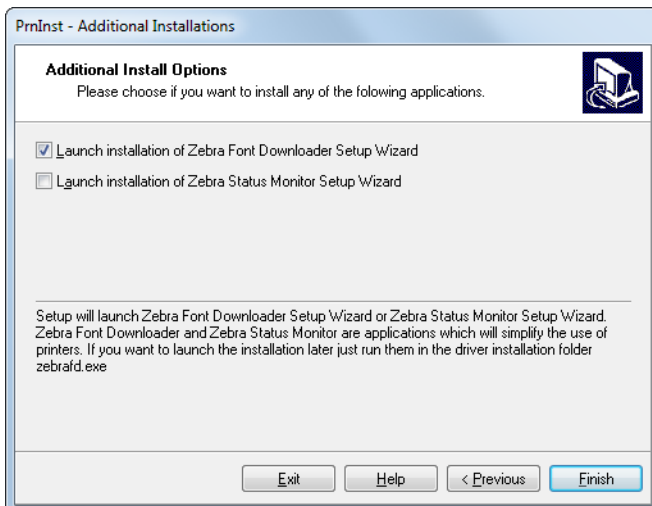 PrnInst - Additional Installations
Additional Install Options
Please choose if you want to install any of the folowing applications.
Launch installation of Zebra Font Downloader Setup Wizard
Launch installation of Zebra Status Monitor Setup Wizard
Setup will launch Zebra Font Downloader Setup Wizard or Zebra Status Monitor Setup Wizard.
Zebra Font Downloader and Zebra Status Monitor are applications which will simplify the use of
printers. If you want to launch the installation later just run them in the driver installation folder
zebrafd.exe
Exit Help < Previous Finish